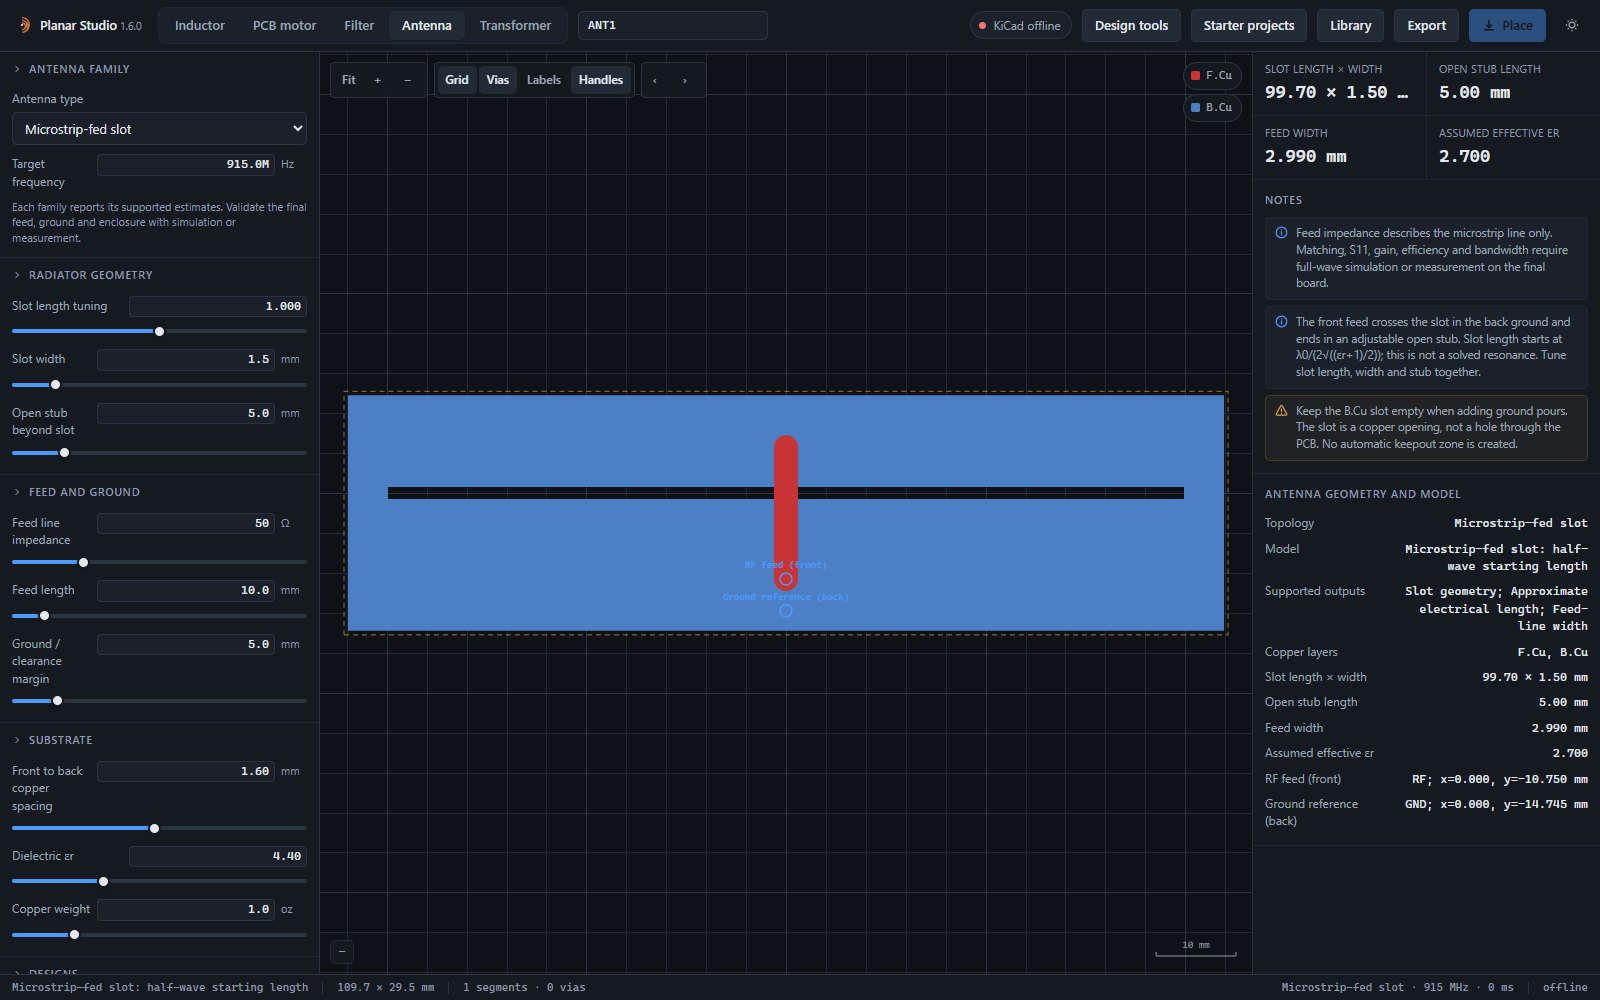 Planar Studio 1.6.0
Inductor
PCB motor
Filter
Antenna
Transformer
ANT1
KiCad offline
Design tools
Starter projects
Library
Export
Place
ANTENNA FAMILY
Antenna type
Microstrip-fed slot
Target
frequency
915.0M Hz
Each family reports its supported estimates. Validate the final
feed, ground and enclosure with simulation or
measurement.
RADIATOR GEOMETRY
Slot length tuning
1.000
Slot width
1.5 mm
Open stub
beyond slot
5.0 mm
FEED AND GROUND
Feed line
impedance
50 Ω
Feed length
10.0 mm
Ground /
clearance
margin
5.0 mm
SUBSTRATE
Front to back
copper
spacing
1.60 mm
Dielectric εr
4.40
Copper weight
1.0 oz
DESIGNS
Fit + −
Grid
Vias
Labels
Handles
‹ ›
F.Cu
B.Cu
RF feed (front)
Ground reference (back)
−
10 mm
SLOT LENGTH × WIDTH
99.70 × 1.50 …
OPEN STUB LENGTH
5.00 mm
FEED WIDTH
2.990 mm
ASSUMED EFFECTIVE ΕR
2.700
NOTES
Feed impedance describes the microstrip line only.
Matching, S11, gain, efficiency and bandwidth require
full-wave simulation or measurement on the final
board.
The front feed crosses the slot in the back ground and
ends in an adjustable open stub. Slot length starts at
λ0/(2√((εr+1)/2)); this is not a solved resonance. Tune
slot length, width and stub together.
Keep the B.Cu slot empty when adding ground pours.
The slot is a copper opening, not a hole through the
PCB. No automatic keepout zone is created.
ANTENNA GEOMETRY AND MODEL
Topology
Microstrip-fed slot
Model
Microstrip-fed slot: half-
wave starting length
Supported outputs
Slot geometry; Approximate
electrical length; Feed-
line width
Copper layers
F.Cu, B.Cu
Slot length × width
99.70 × 1.50 mm
Open stub length
5.00 mm
Feed width
2.990 mm
Assumed effective εr
2.700
RF feed (front)
RF; x=0.000, y=-10.750 mm
Ground reference
(back)
GND; x=0.000, y=-14.745 mm
Microstrip-fed slot: half-wave starting length
109.7 × 29.5 mm
1 segments · 0 vias
Microstrip-fed slot · 915 MHz · 0 ms
offline